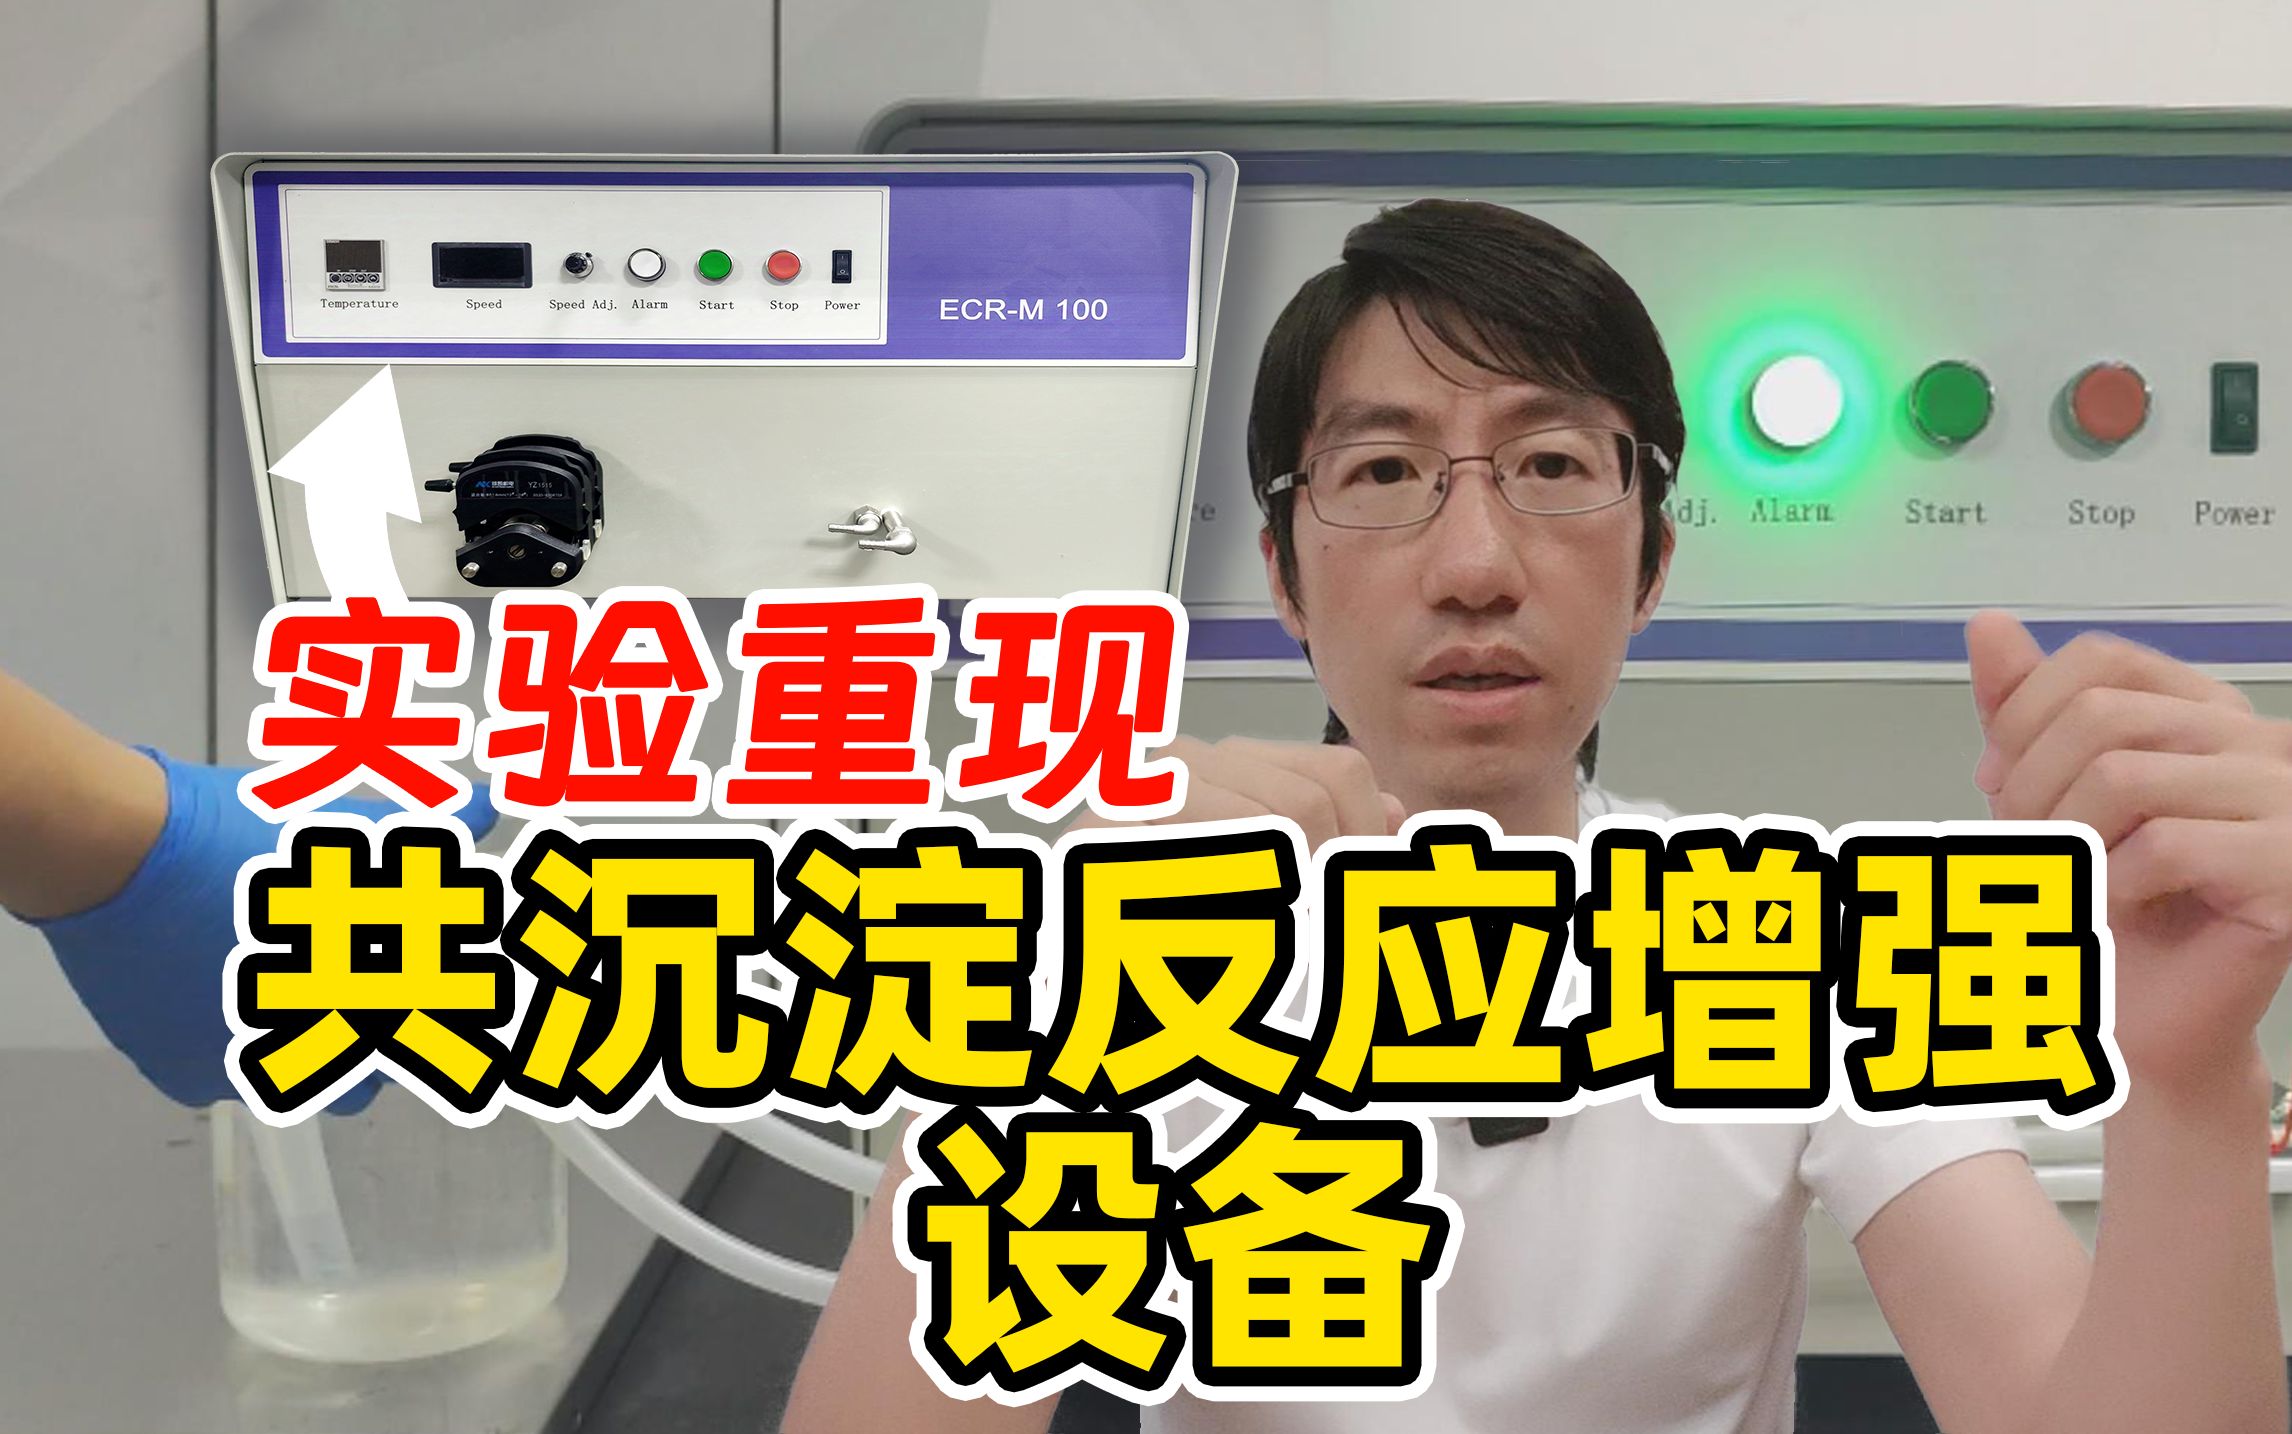 Temperature Speed Speed Adj. Alarm Start Stop Power
ECR-M 100
YZ1515
Adj. Alarm Start Stop Power
实验重现
共沉淀反应增强
设备